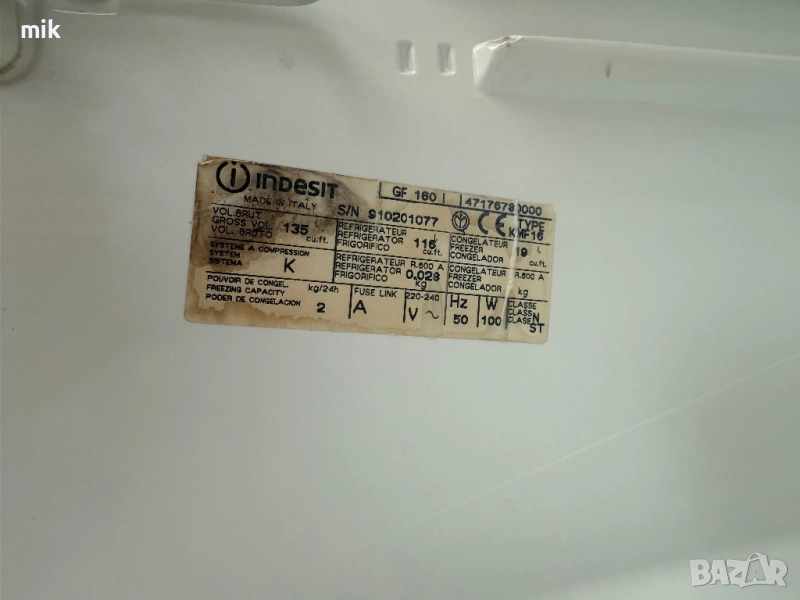 mik
INDESIT
MADE IN ITALY
GF 160
47176780000
S/N 910201077
CE
TYPE
KMF16
VOL. BRUT.
GROSS VOL.
VOL. BROTO
135
cu.ft.
REFRIGERATEUR
REFRIGERATOR
FRIGORIFICO
116
L
cu.ft.
CONGELATEUR
FREEZER
CONGELADOR
19
L
cu.ft.
SYSTEME A COMPRESSION
SYSTEM
SISTEMA
K
REFRIGERATEUR
REFRIGERATOR
FRIGORIFICO
R.600 A
0,028
kg
CONGELATEUR
FREEZER
CONGELADOR
R.600 A
kg
POUVOIR DE CONGEL.
FREEZING CAPACITY
PODER DE CONGELACION
kg/24h
2
FUSE LINK
A
220-240
V ~
Hz
50
W
100
CLASSE
CLASS
CLASE
N
ST
BAZAR